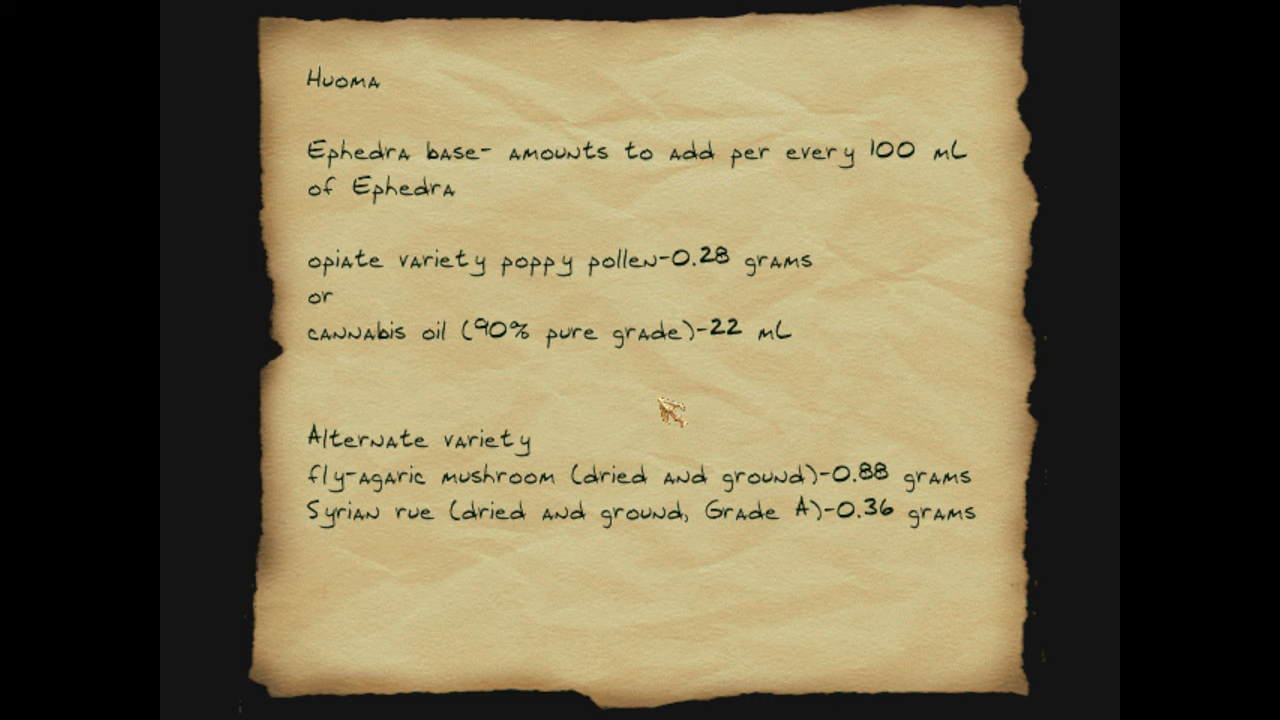 Huoma
Ephedra base- amounts to add per every 100 mL
of Ephedra
opiate variety poppy pollen-0.28 grams
or
cannabis oil (90% pure grade)-22 mL
Alternate variety
fly-agaric mushroom (dried and ground)-0.88 grams
Syrian rue (dried and ground, Grade A)-0.36 grams